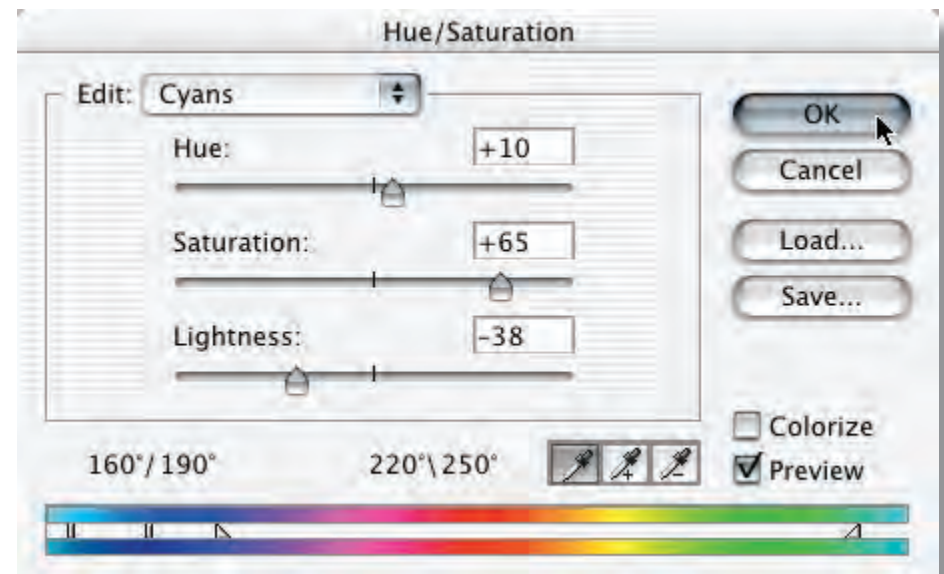 Hue/Saturation
Edit: Cyans
Hue: +10
Saturation: +65
Lightness: -38
OK
Cancel
Load...
Save...
Colorize
Preview
160°/190°
220°\250°